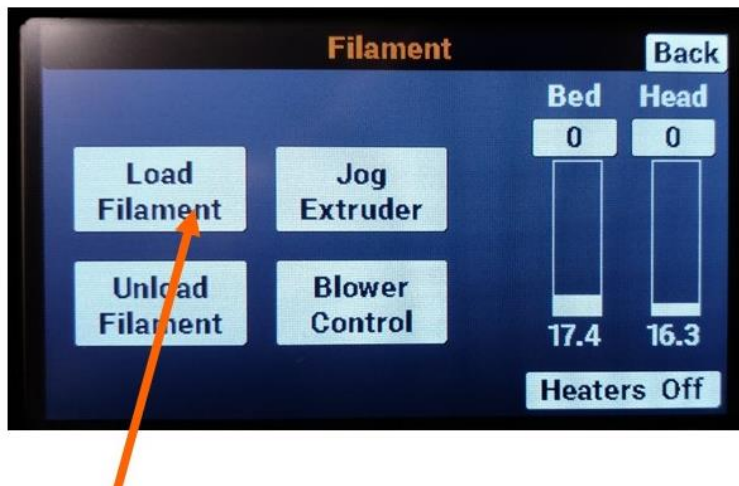 Filament
Back
Bed Head
0 0
Load
Filament
Jog
Extruder
Unload
Filament
Blower
Control
17.4 16.3
Heaters Off